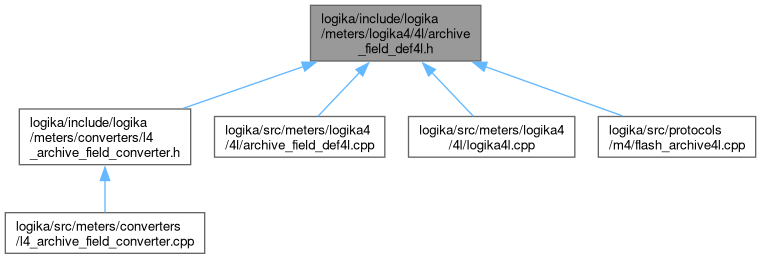 logika/include/logika
/meters/logika4/4l/archive
_field_def4l.h
logika/include/logika
/meters/converters/l4
_archive_field_converter.h
logika/src/meters/logika4
/4l/archive_field_def4l.cpp
logika/src/meters/logika4
/4l/logika4l.cpp
logika/src/protocols
/m4/flash_archive4l.cpp
logika/src/meters/converters
/l4_archive_field_converter.cpp